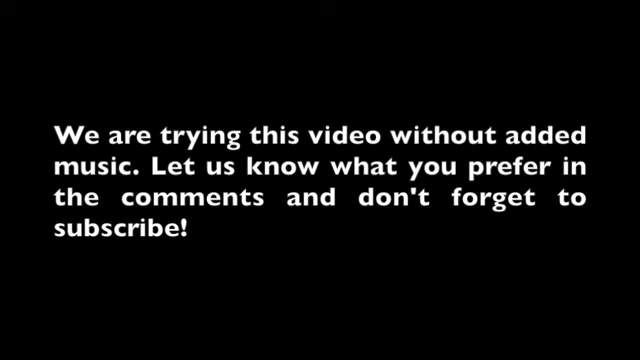 We are trying this video without added
music. Let us know what you prefer in
the comments and don't forget to
subscribe!